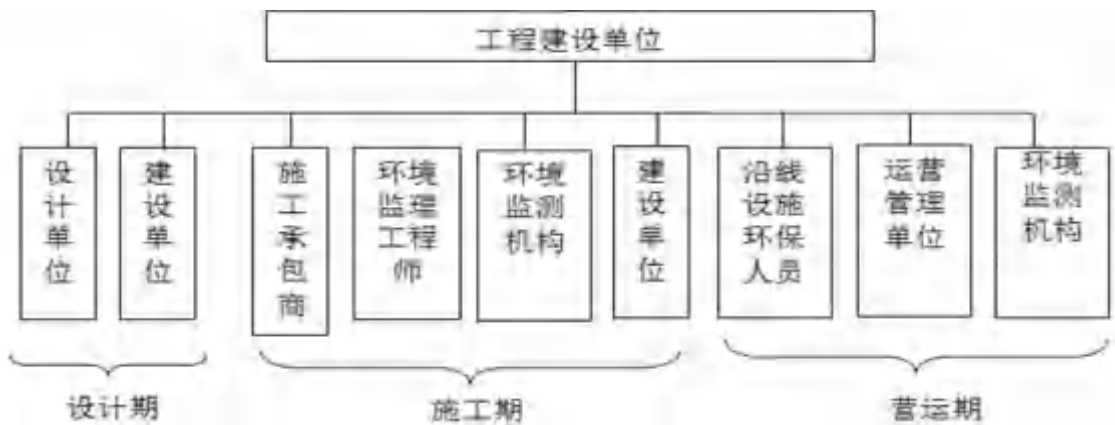 工程建设单位
设计单位
建设单位
施工承包商
环境
监理
工程
师
环境
监测
机构
建设单位
沿线
设施
环保
人员
运营
管理
单位
环境
监测
机构
设计期
施工期
营运期